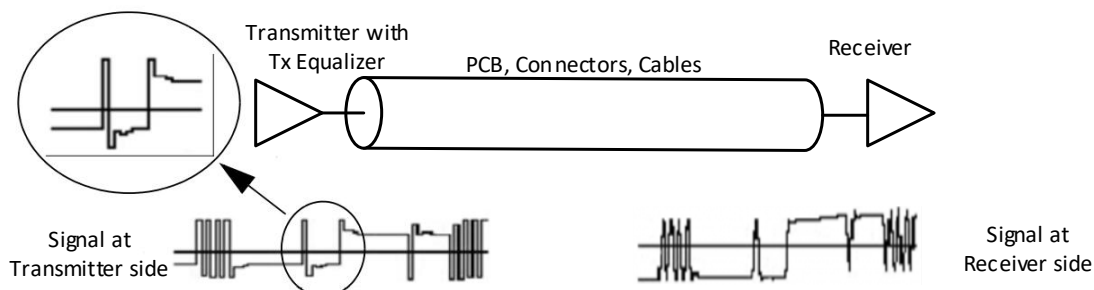 Transmitter with
Tx Equalizer
PCB, Connectors, Cables
Receiver
Signal at
Transmitter side
Signal at
Receiver side